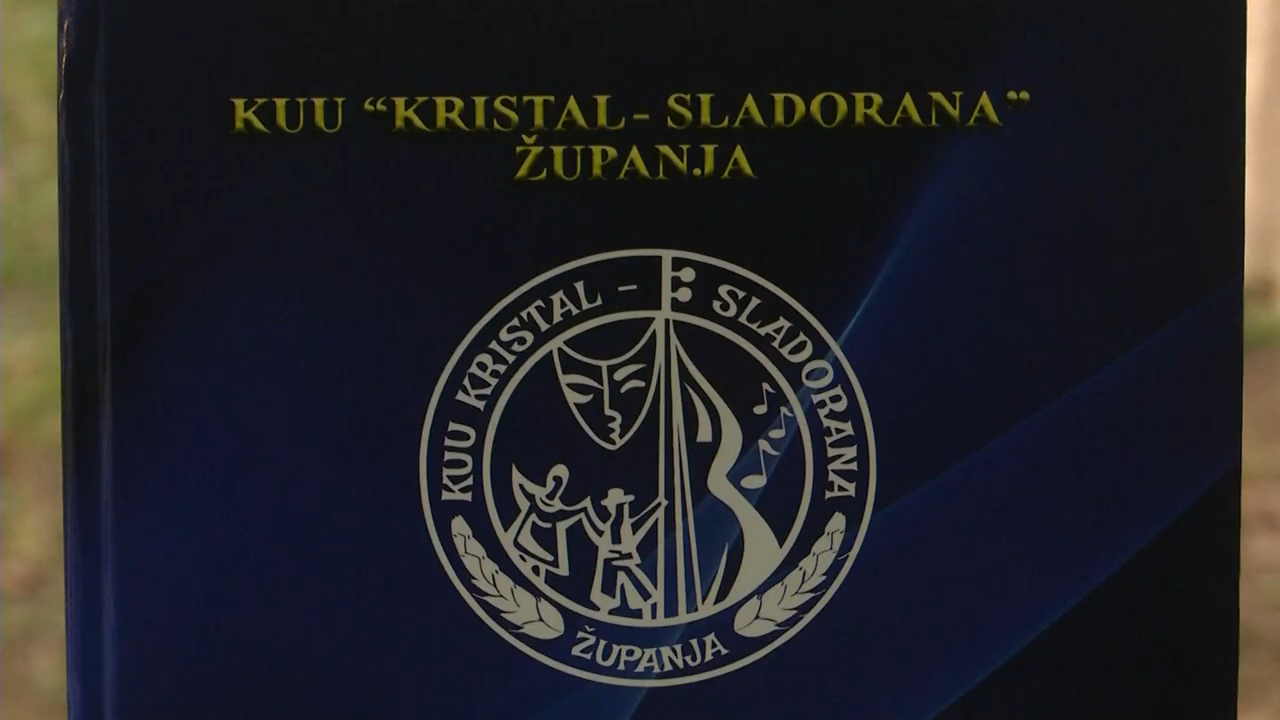 KUU “KRISTAL - SLADORANA”
ŽUPANJA
KUU KRISTAL - SLADORANA
ŽUPANJA